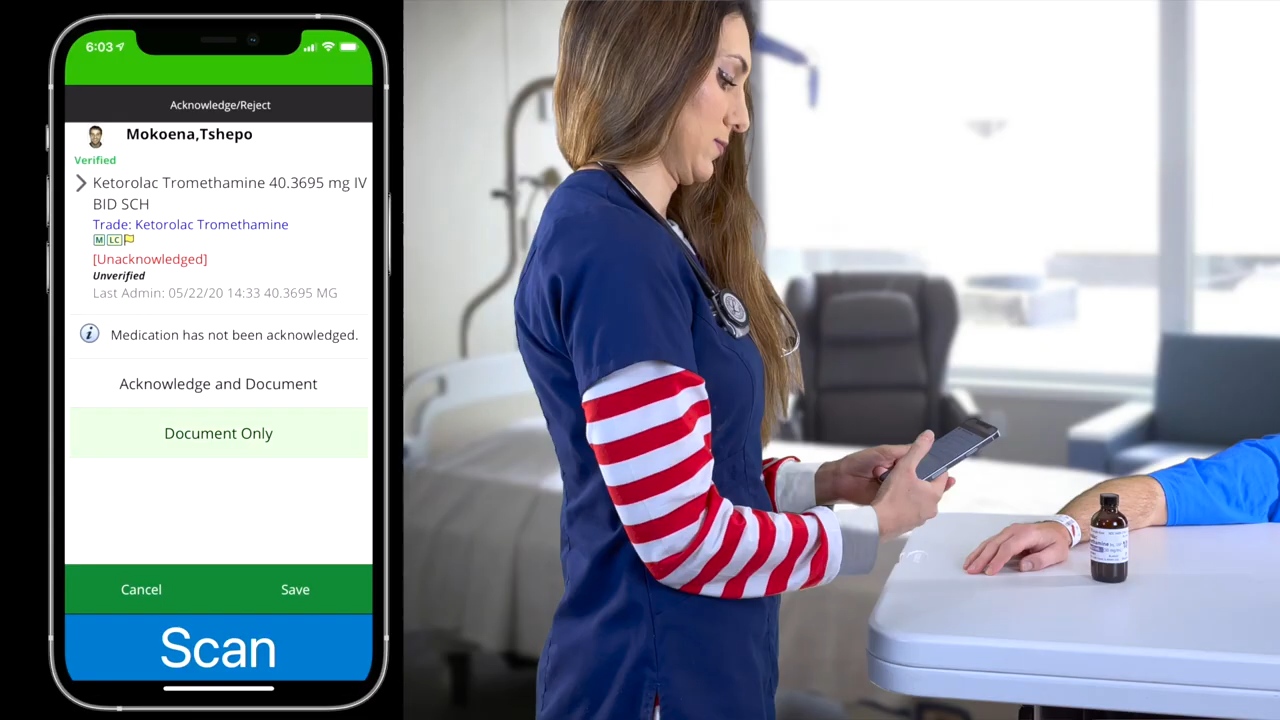 6:03
Acknowledge/Reject
Mokoena,Tshepo
Verified
Ketorolac Tromethamine 40.3695 mg IV
BID SCH
Trade: Ketorolac Tromethamine
M LC
[Unacknowledged]
Unverified
Last Admin: 05/22/20 14:33 40.3695 MG
Medication has not been acknowledged.
Acknowledge and Document
Document Only
Cancel Save
Scan